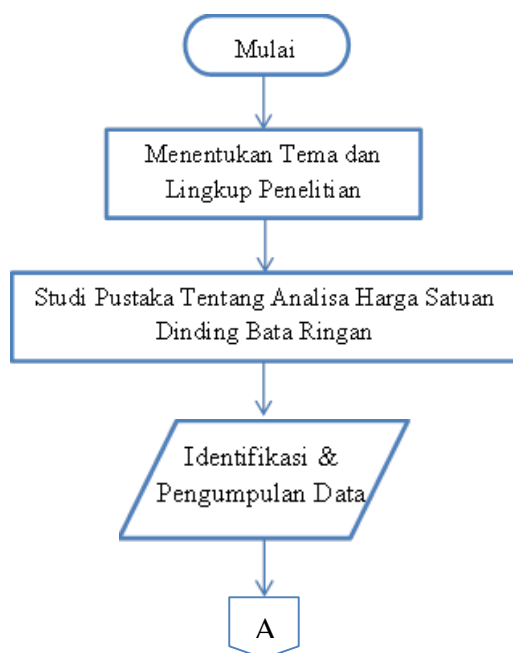 Mulai
Menentukan Tema dan
Lingkup Penelitian
Studi Pustaka Tentang Analisa Harga Satuan
Dinding Bata Ringan
Identifikasi &
Pengumpulan Data
A